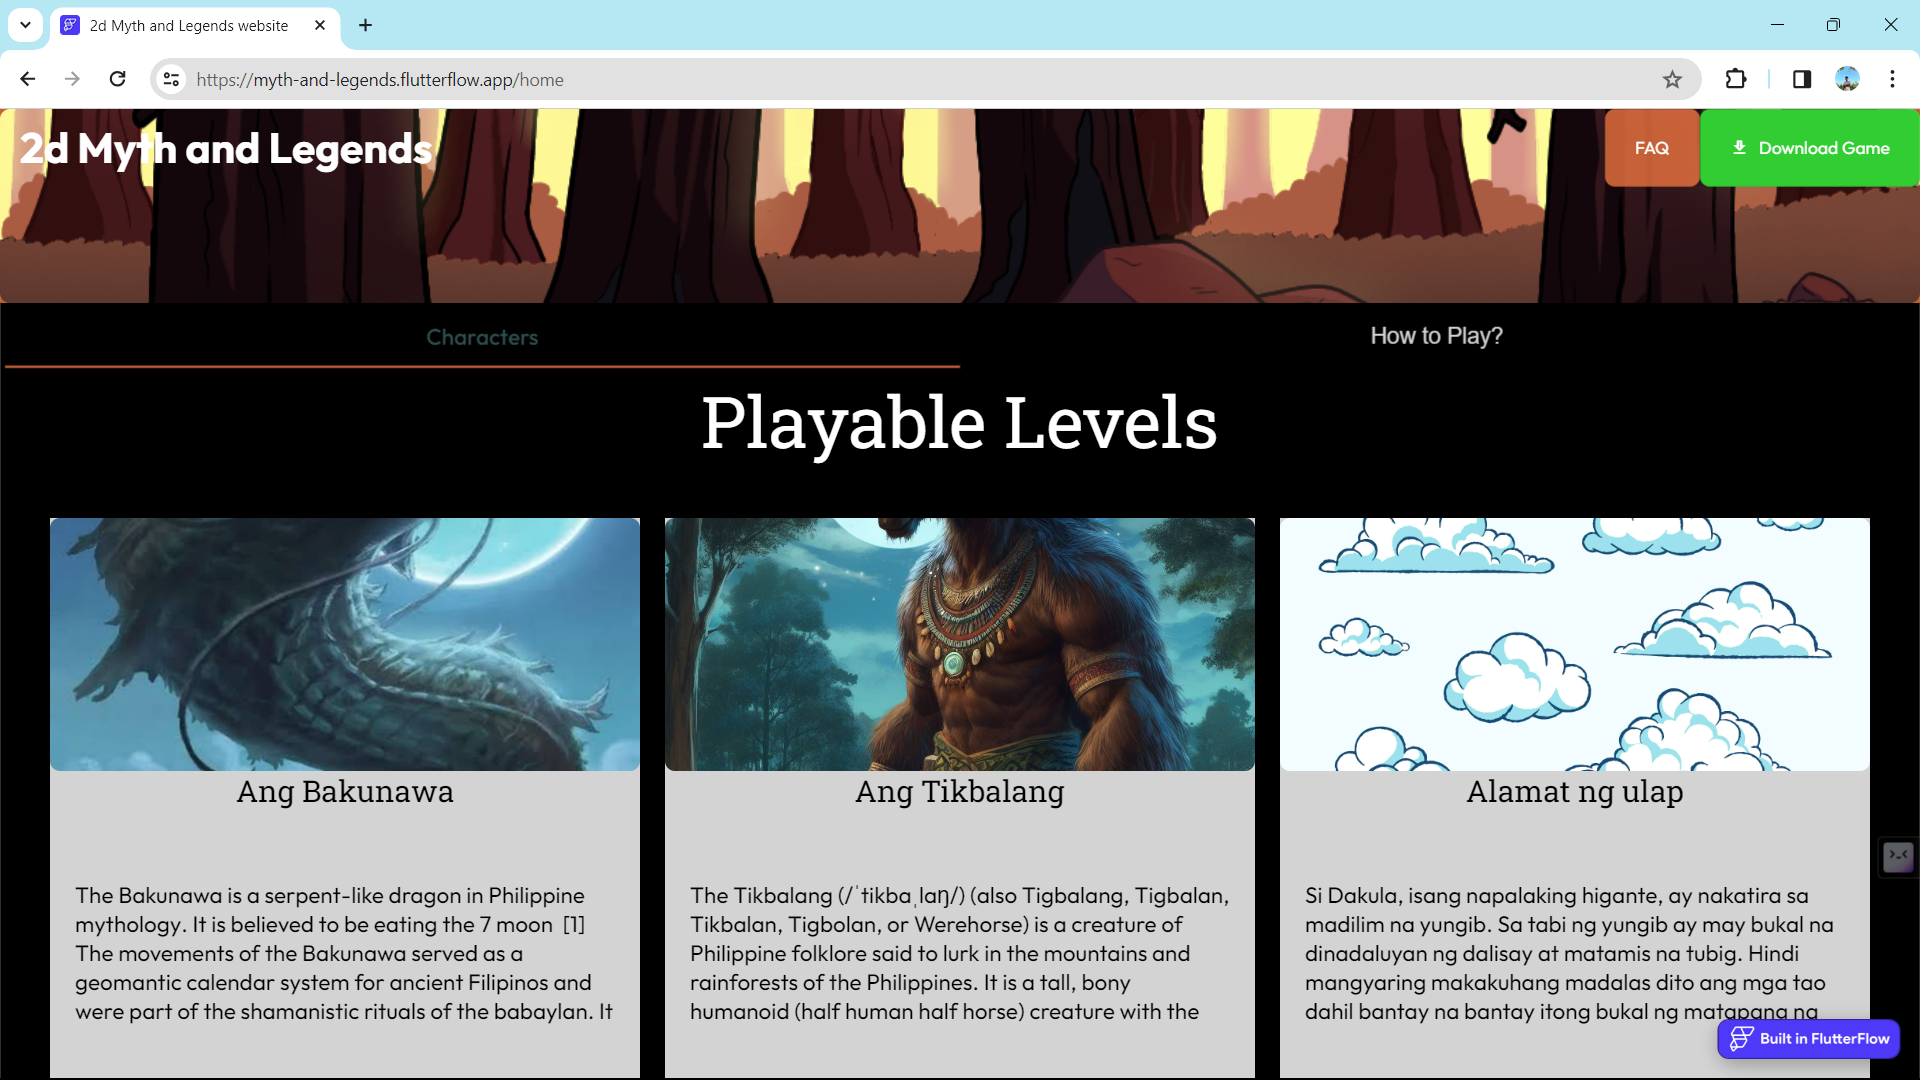 2d Myth and Legends website
https://myth-and-legends.flutterflow.app/home
2d Myth and Legends
FAQ
Download Game
Characters
How to Play?
Playable Levels
Ang Bakunawa
The Bakunawa is a serpent-like dragon in Philippine
mythology. It is believed to be eating the 7 moon [1]
The movements of the Bakunawa served as a
geomantic calendar system for ancient Filipinos and
were part of the shamanistic rituals of the babaylan. It
Ang Tikbalang
The Tikbalang (/ˈtikbaˌlaŋ/) (also Tigbalang, Tigbalan,
Tikbalan, Tigbolan, or Werehorse) is a creature of
Philippine folklore said to lurk in the mountains and
rainforests of the Philippines. It is a tall, bony
humanoid (half human half horse) creature with the
Alamat ng ulap
Si Dakula, isang napalaking higante, ay nakatira sa
madilim na yungib. Sa tabi ng yungib ay may bukal na
dinadaluyan ng dalisay at matamis na tubig. Hindi
mangyaring makakuhang madalas dito ang mga tao
dahil bantay na bantay itong bukal ng matapang na
Built in FlutterFlow